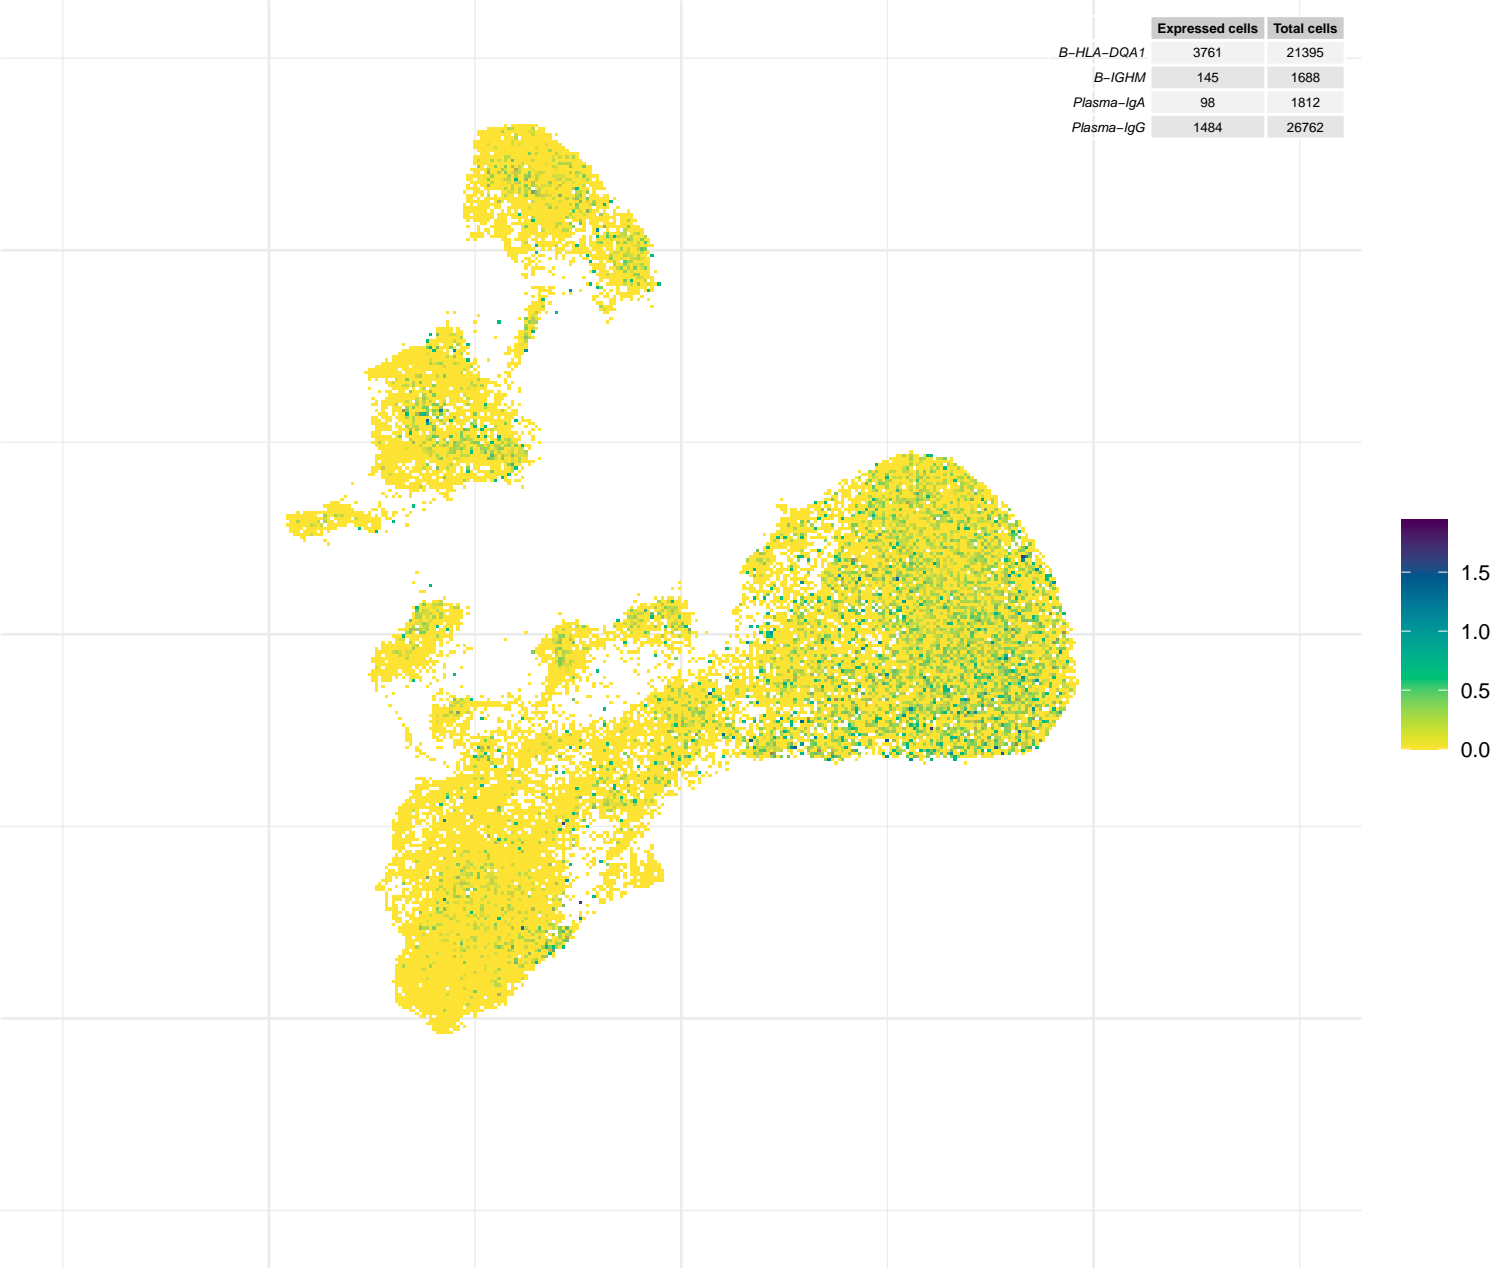 Expressed cells Total cells
B−HLA−DQA1 3761 21395
B−IGHM 145 1688
Plasma−IgA 98 1812
Plasma−IgG 1484 26762
1.5
1.0
0.5
0.0